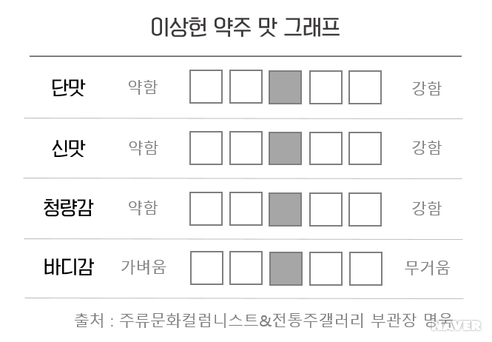 이상헌 약주 맛 그래프
단맛 약함 강함
신맛 약함 강함
청량감 약함 강함
바디감 가벼움 무거움
출처 : 주류문화컬럼니스트&전통주갤러리 부관장 명욱
NAVER